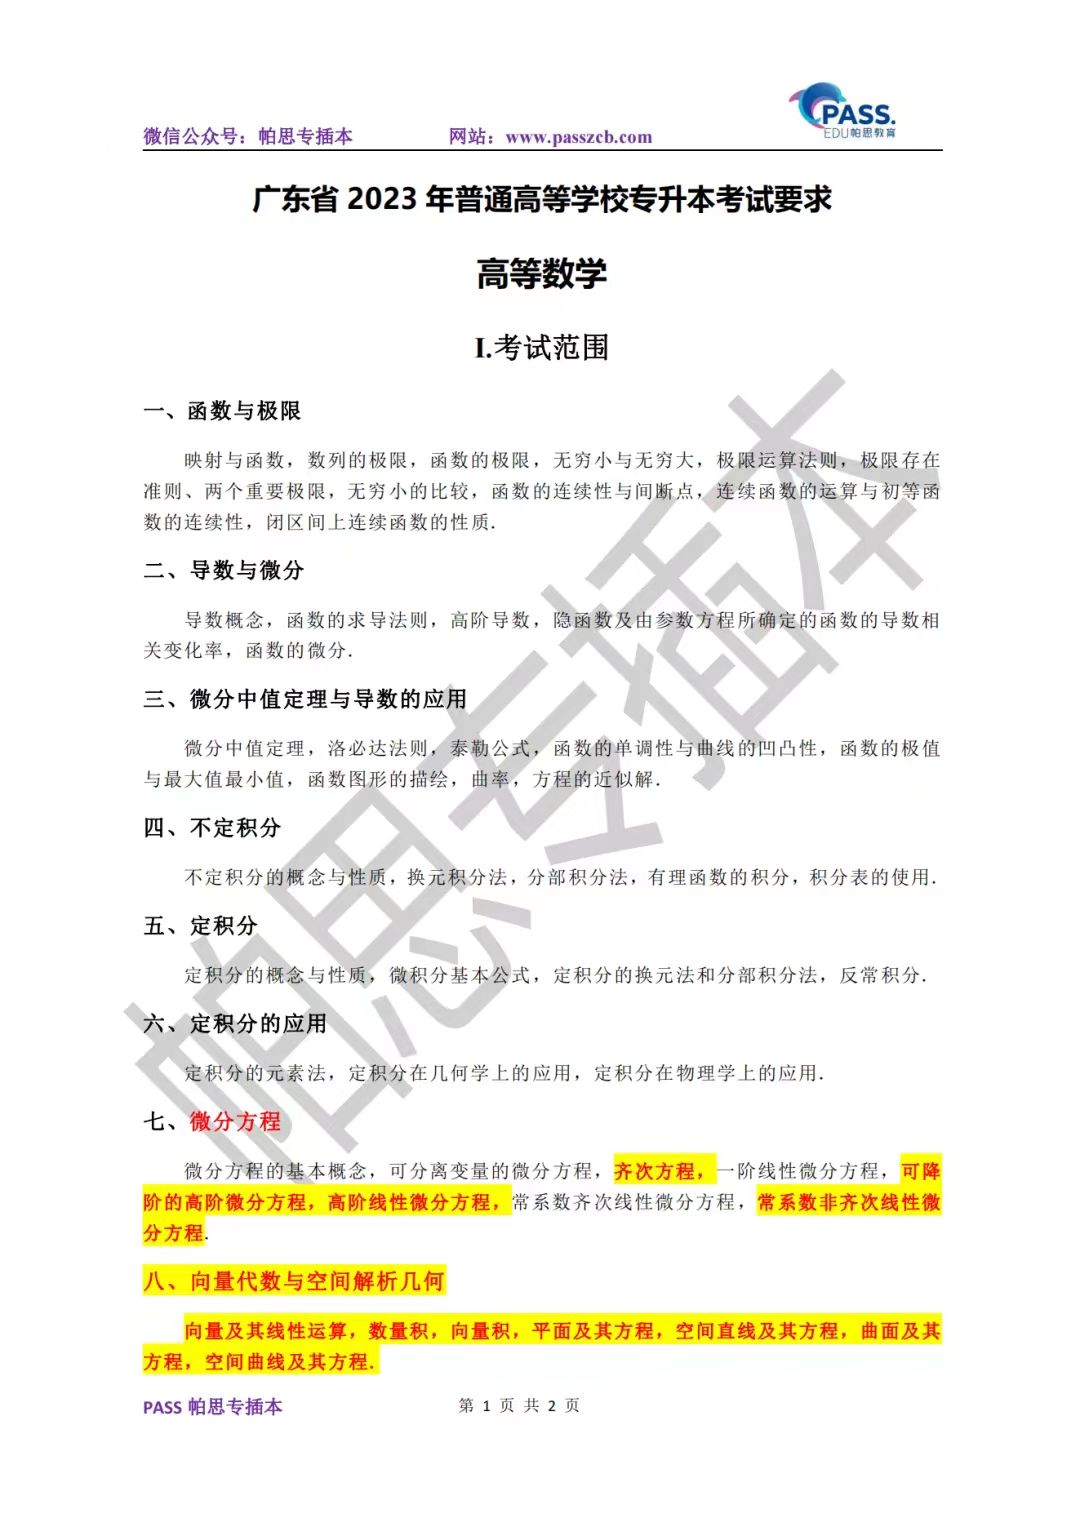 微信公众号：帕思专插本 网站：www.passzcb.com
PASS.
EDU帕思教育
广东省 2023 年普通高等学校专升本考试要求
高等数学
I.考试范围
一、函数与极限
映射与函数，数列的极限，函数的极限，无穷小与无穷大，极限运算法则，极限存在
准则、两个重要极限，无穷小的比较，函数的连续性与间断点，连续函数的运算与初等函
数的连续性，闭区间上连续函数的性质.
二、导数与微分
导数概念，函数的求导法则，高阶导数，隐函数及由参数方程所确定的函数的导数相
关变化率，函数的微分.
三、微分中值定理与导数的应用
微分中值定理，洛必达法则，泰勒公式，函数的单调性与曲线的凹凸性，函数的极值
与最大值最小值，函数图形的描绘，曲率，方程的近似解.
四、不定积分
不定积分的概念与性质，换元积分法，分部积分法，有理函数的积分，积分表的使用.
五、定积分
定积分的概念与性质，微积分基本公式，定积分的换元法和分部积分法，反常积分.
六、定积分的应用
定积分的元素法，定积分在几何学上的应用，定积分在物理学上的应用.
七、微分方程
微分方程的基本概念，可分离变量的微分方程，齐次方程，一阶线性微分方程，可降
阶的高阶微分方程，高阶线性微分方程，常系数齐次线性微分方程，常系数非齐次线性微
分方程.
八、向量代数与空间解析几何
向量及其线性运算，数量积，向量积，平面及其方程，空间直线及其方程，曲面及其
方程，空间曲线及其方程.
PASS 帕思专插本 第 1 页 共 2 页
帕思专插本